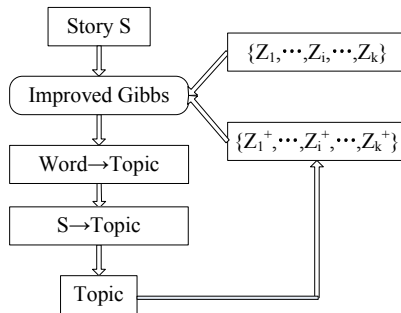 Story S
{Z₁,⋯,Zᵢ,⋯,Zₖ}
Improved Gibbs
{Z₁⁺,⋯,Zᵢ⁺,⋯,Zₖ⁺}
Word→Topic
S→Topic
Topic